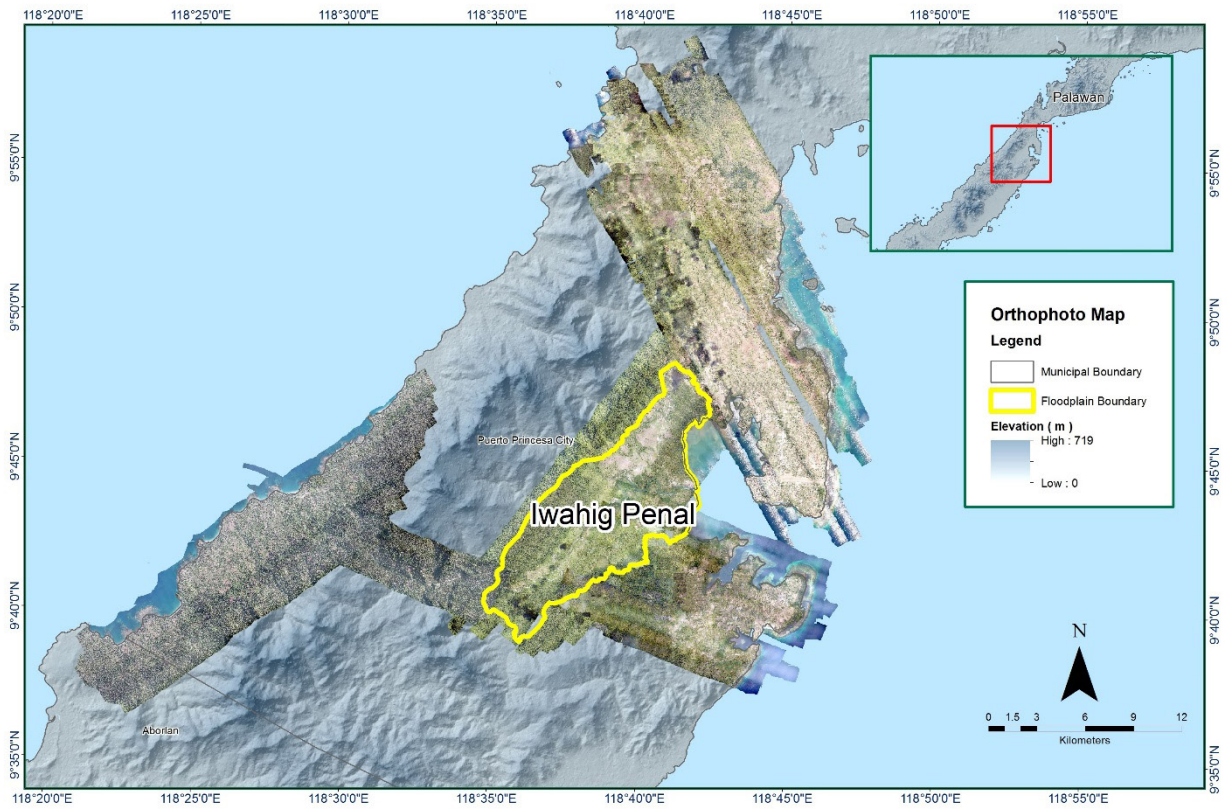 118°20'0"E 118°25'0"E 118°30'0"E 118°35'0"E 118°40'0"E 118°45'0"E 118°50'0"E 118°55'0"E
Palawan
9°55'0"N 9°55'0"N
9°50'0"N 9°50'0"N
Orthophoto Map
Legend
Municipal Boundary
Floodplain Boundary
Elevation ( m )
High : 719
Low : 0
Puerto Princesa City
9°45'0"N 9°45'0"N
Iwahig Penal
9°40'0"N 9°40'0"N
N
Aborlan
0 1.5 3 6 9 12
Kilometers
9°35'0"N 9°35'0"N
118°20'0"E 118°25'0"E 118°30'0"E 118°35'0"E 118°40'0"E 118°45'0"E 118°50'0"E 118°55'0"E